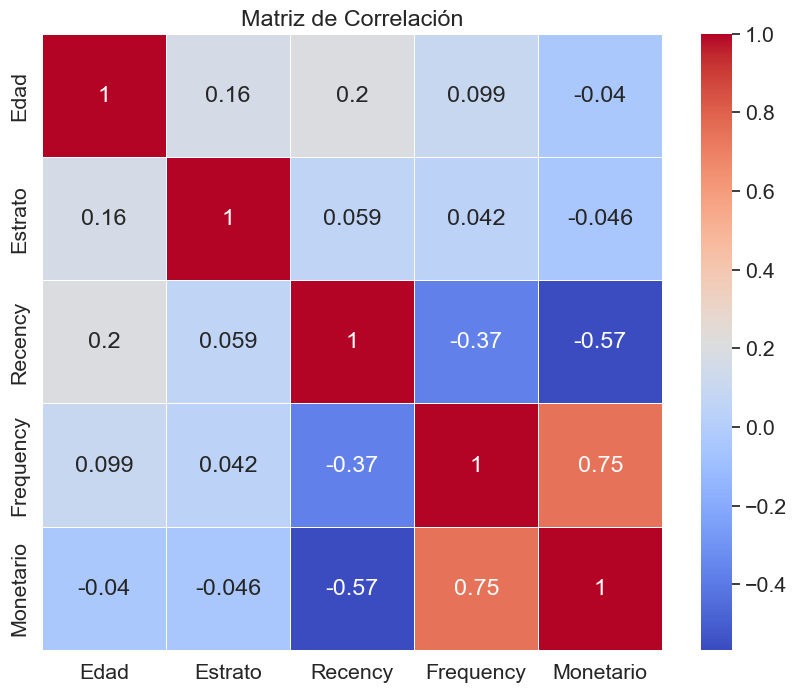 Matriz de Correlación
Edad 1 0.16 0.2 0.099 -0.04
Estrato 0.16 1 0.059 0.042 -0.046
Recency 0.2 0.059 1 -0.37 -0.57
Frequency 0.099 0.042 -0.37 1 0.75
Monetario -0.04 -0.046 -0.57 0.75 1
Edad Estrato Recency Frequency Monetario
1.0
0.8
0.6
0.4
0.2
0.0
−0.2
−0.4